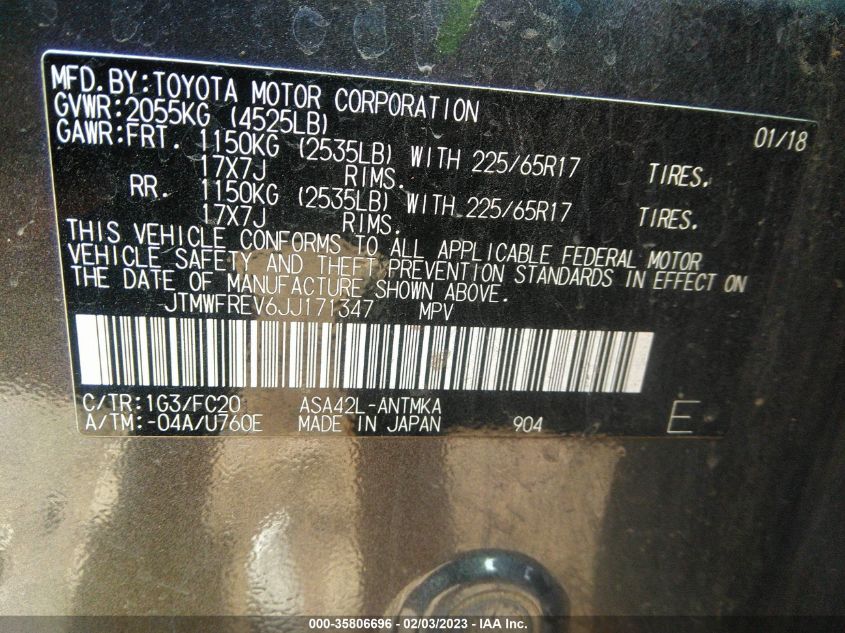 MFD.BY:TOYOTA MOTOR CORPORATION 01/18
GVWR:2055KG (4525LB)
GAWR:FRT. 1150KG (2535LB) WITH 225/65R17 TIRES,
17X7J RIMS.
RR. 1150KG (2535LB) WITH 225/65R17 TIRES.
17X7J RIMS.
THIS VEHICLE CONFORMS TO ALL APPLICABLE FEDERAL MOTOR
VEHICLE SAFETY AND THEFT PREVENTION STANDARDS IN EFFECT ON
THE DATE OF MANUFACTURE SHOWN ABOVE.
JTMWFREV6JJ171347 MPV
C/TR:1G3/FC20 ASA42L-ANTMKA
A/TM:-04A/U760E MADE IN JAPAN 904 E
000-35806696 - 02/03/2023 - IAA Inc.